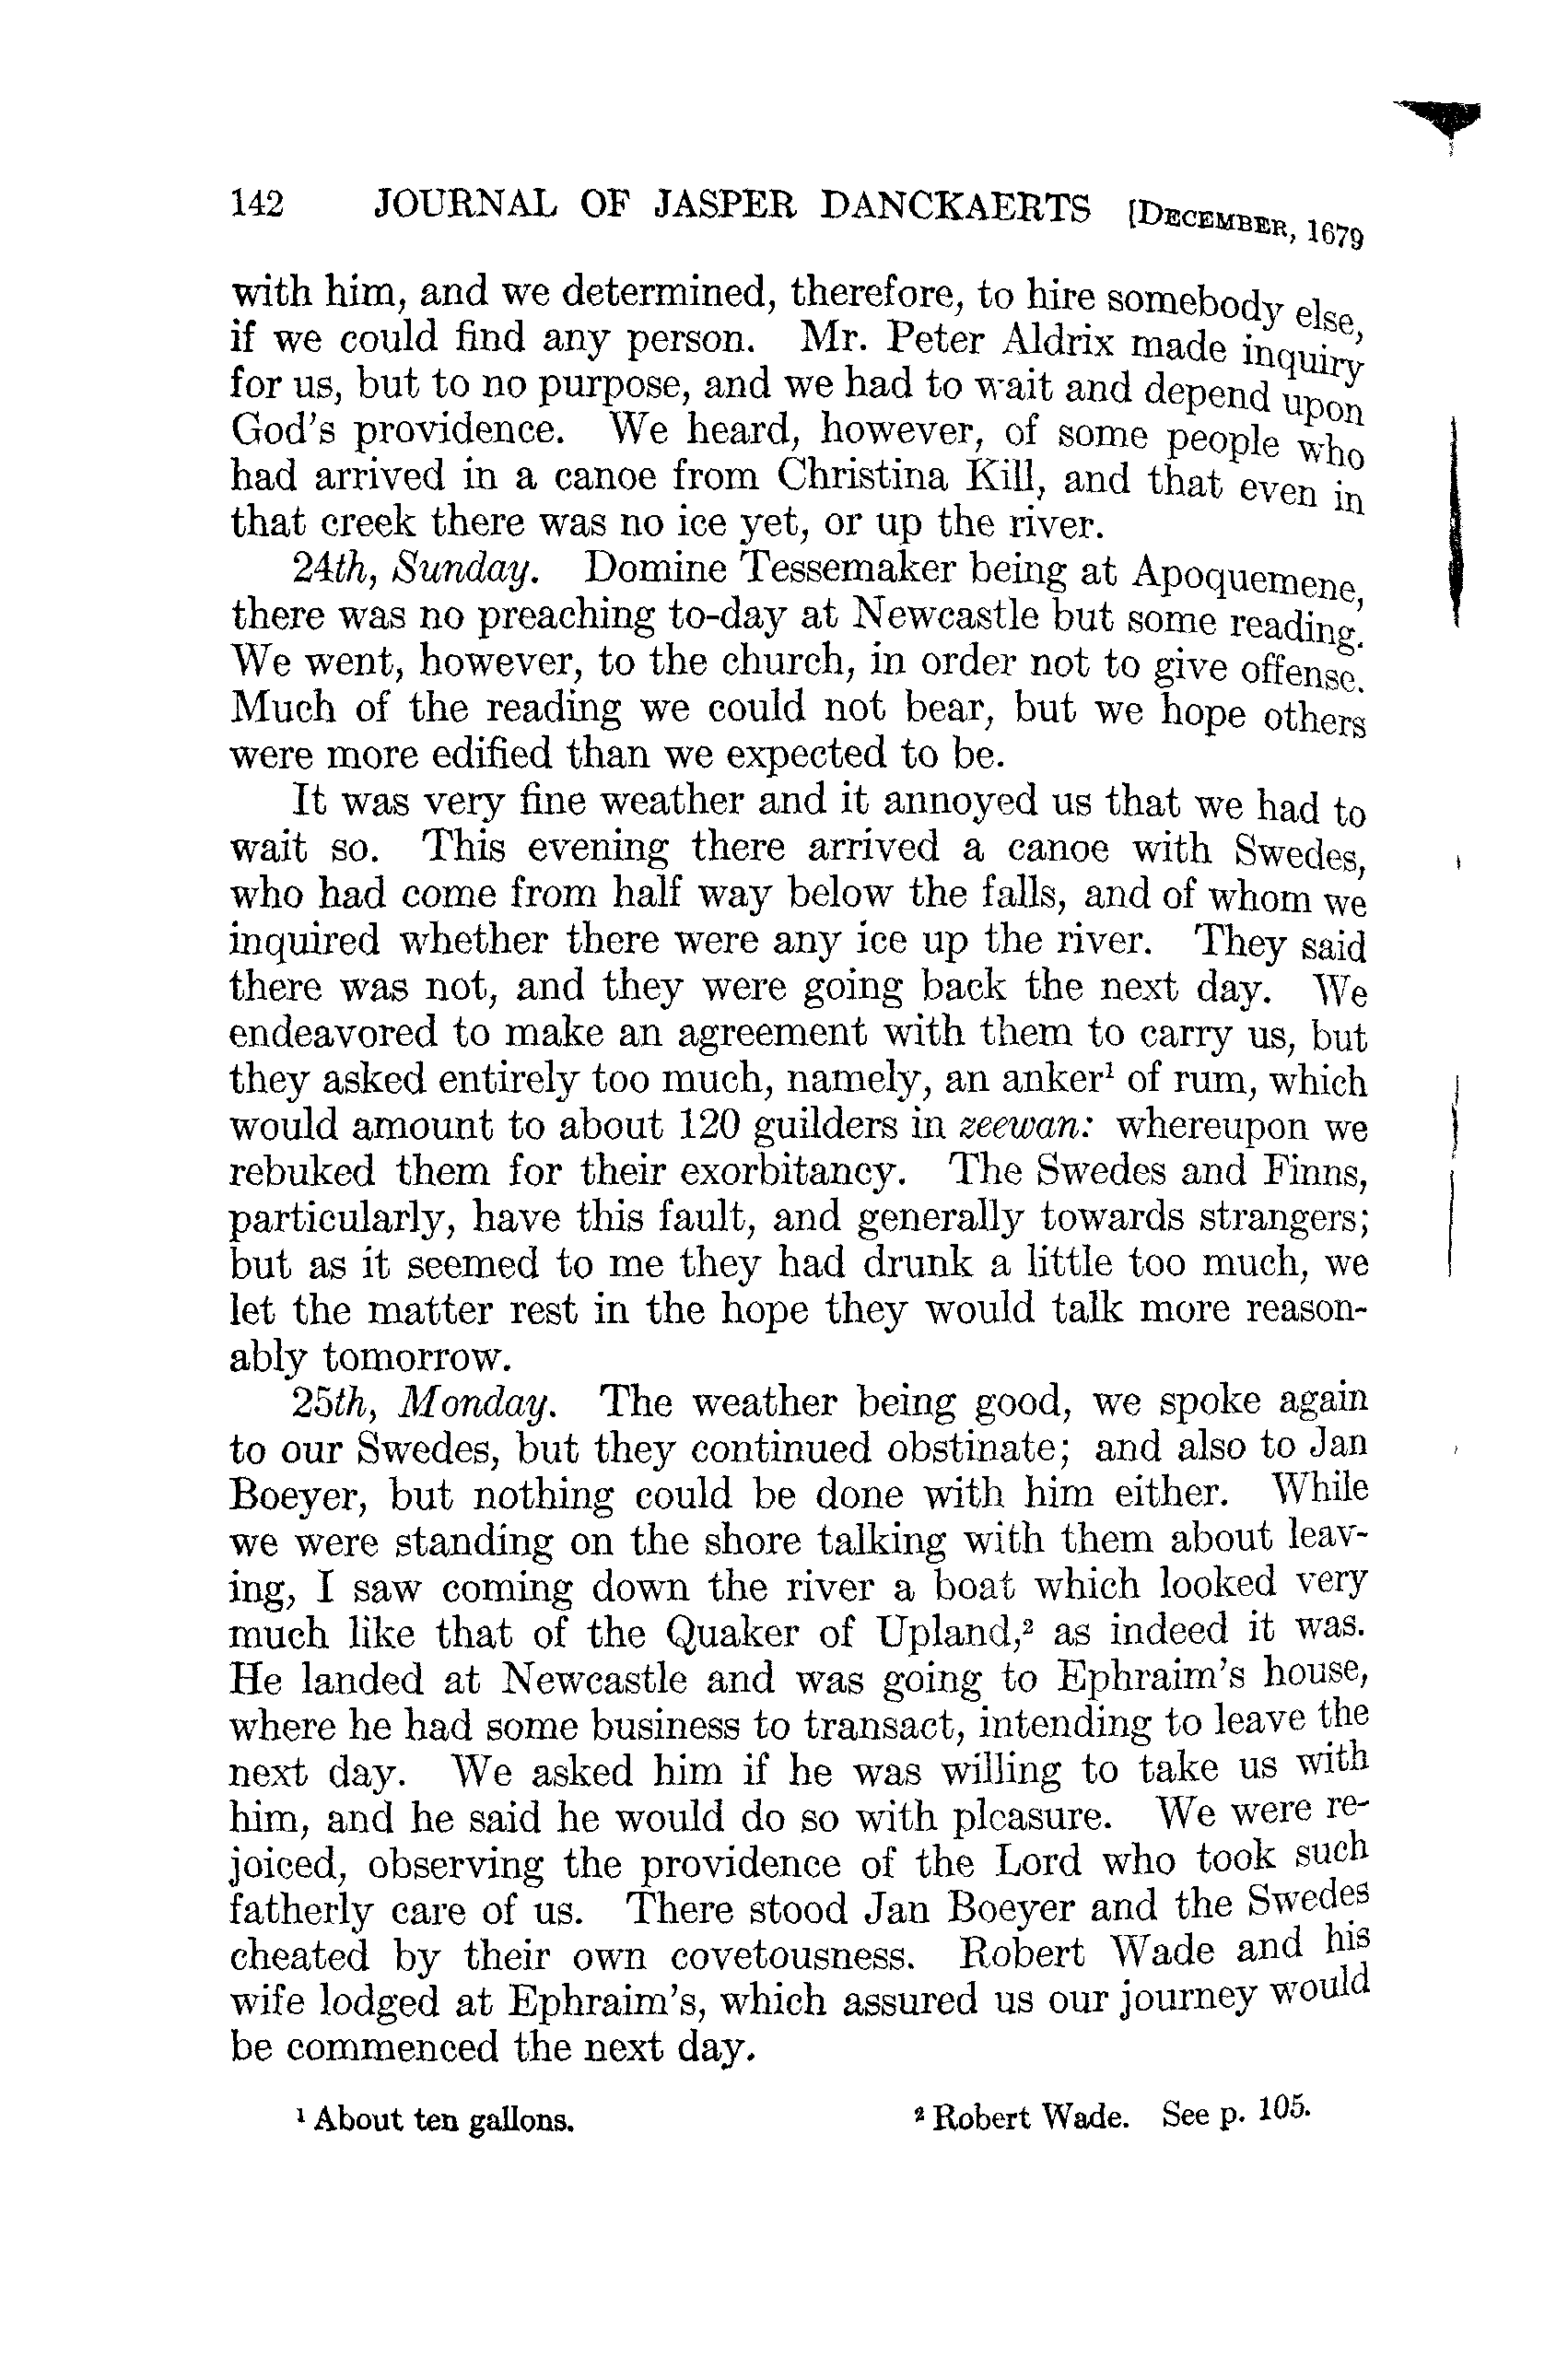 142 JOURNAL OF JASPER DANCKAERTS [DECEMBER, 1679
with him, and we determined, therefore, to hire somebody else,
if we could find any person. Mr. Peter Aldrix made inquiry
for us, but to no purpose, and we had to wait and depend upon
God's providence. We heard, however, of some people who
had arrived in a canoe from Christina Kill, and that even in
that creek there was no ice yet, or up the river.
24th, Sunday. Domine Tessemaker being at Apoquemene,
there was no preaching to-day at Newcastle but some reading.
We went, however, to the church, in order not to give offense.
Much of the reading we could not bear, but we hope others
were more edified than we expected to be.
It was very fine weather and it annoyed us that we had to
wait so. This evening there arrived a canoe with Swedes,
who had come from half way below the falls, and of whom we
inquired whether there were any ice up the river. They said
there was not, and they were going back the next day. We
endeavored to make an agreement with them to carry us, but
they asked entirely too much, namely, an anker¹ of rum, which
would amount to about 120 guilders in zeewan: whereupon we
rebuked them for their exorbitancy. The Swedes and Finns,
particularly, have this fault, and generally towards strangers;
but as it seemed to me they had drunk a little too much, we
let the matter rest in the hope they would talk more reason-
ably tomorrow.
25th, Monday. The weather being good, we spoke again
to our Swedes, but they continued obstinate; and also to Jan
Boeyer, but nothing could be done with him either. While
we were standing on the shore talking with them about leav-
ing, I saw coming down the river a boat which looked very
much like that of the Quaker of Upland,² as indeed it was.
He landed at Newcastle and was going to Ephraim's house,
where he had some business to transact, intending to leave the
next day. We asked him if he was willing to take us with
him, and he said he would do so with pleasure. We were re-
joiced, observing the providence of the Lord who took such
fatherly care of us. There stood Jan Boeyer and the Swedes
cheated by their own covetousness. Robert Wade and his
wife lodged at Ephraim's, which assured us our journey would
be commenced the next day.
¹ About ten gallons. ² Robert Wade. See p. 105.